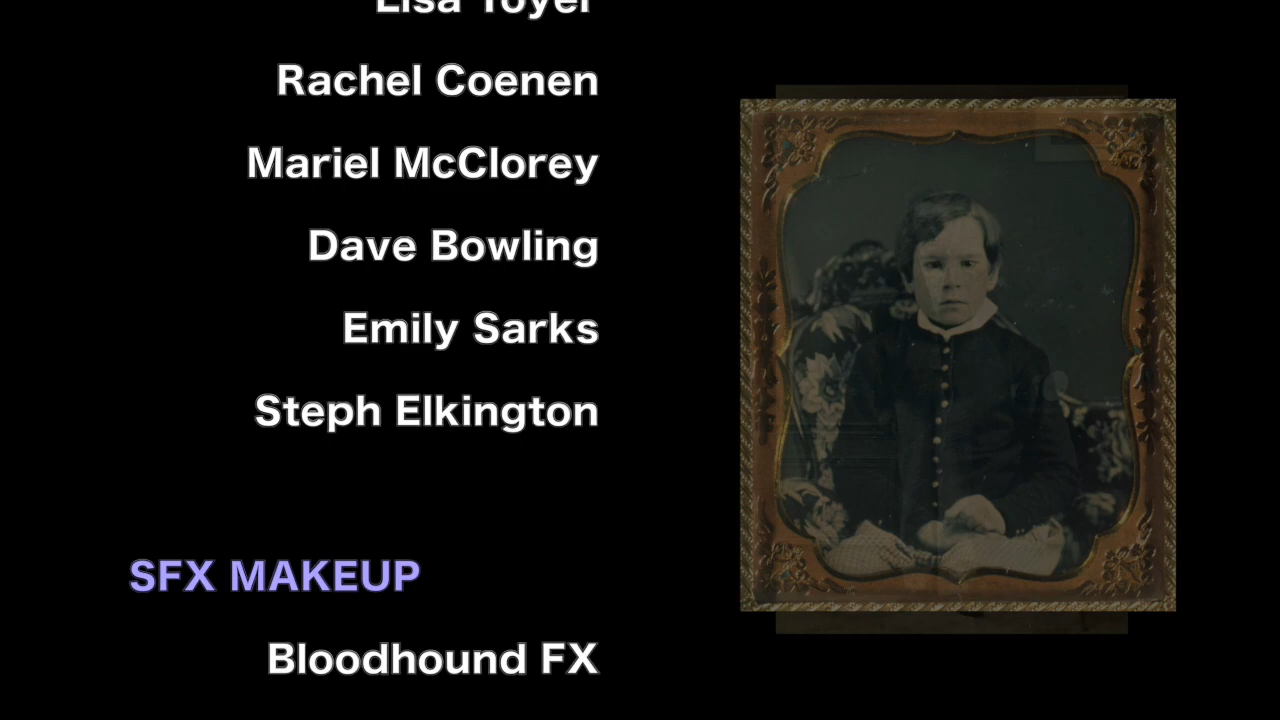 Rachel Coenen
Mariel McClorey
Dave Bowling
Emily Sarks
Steph Elkington
SFX MAKEUP
Bloodhound FX